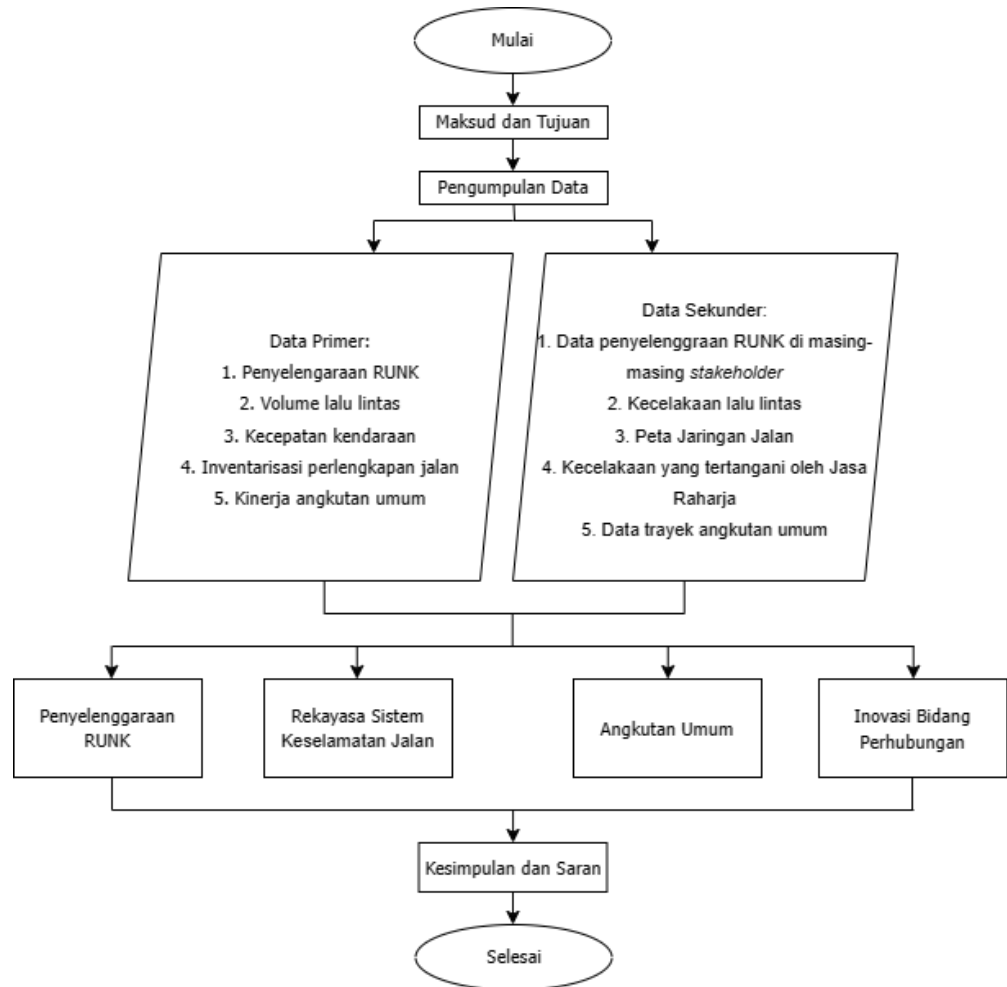 Mulai
Maksud dan Tujuan
Pengumpulan Data
Data Primer:
1. Penyelengaraan RUNK
2. Volume lalu lintas
3. Kecepatan kendaraan
4. Inventarisasi perlengkapan jalan
5. Kinerja angkutan umum
Data Sekunder:
1. Data penyelenggraan RUNK di masing-
masing stakeholder
2. Kecelakaan lalu lintas
3. Peta Jaringan Jalan
4. Kecelakaan yang tertangani oleh Jasa
Raharja
5. Data trayek angkutan umum
Penyelenggaraan
RUNK
Rekayasa Sistem
Keselamatan Jalan
Angkutan Umum
Inovasi Bidang
Perhubungan
Kesimpulan dan Saran
Selesai